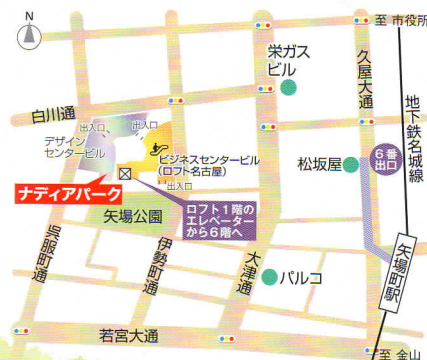 N
至 市役所
栄ガス
ビル
久屋大通
地下鉄名城線
白川通
出入口
出入口
デザイン
センタービル
ビジネスセンタービル
(ロフト名古屋)
出入口
松坂屋
6番
出口
ナディアパーク
ロフト1階の
エレベーター
から6階へ
矢場公園
呉服町通
伊勢町通
大津通
パルコ
矢場町駅
若宮大通
至 金山